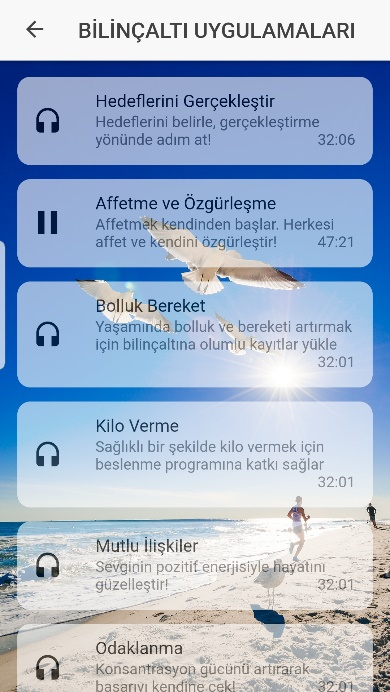 BİLİNÇALTI UYGULAMALARI
Hedeflerini Gerçekleştir
Hedeflerini belirle, gerçekleştirme
yönünde adım at!
32:06
Affetme ve Özgürleşme
Affetmek kendinden başlar. Herkesi
affet ve kendini özgürleştir!
47:21
Bolluk Bereket
Yaşamında bolluk ve bereketi artırmak
için bilinçaltına olumlu kayıtlar yükle
32:01
Kilo Verme
Sağlıklı bir şekilde kilo vermek için
beslenme programına katkı sağlar
32:01
Mutlu İlişkiler
Sevginin pozitif enerjisiyle hayatını
güzelleştir!
32:01
Odaklanma
Konsantrasyon gücünü artırarak
başarıyı kendine çek!
32:01